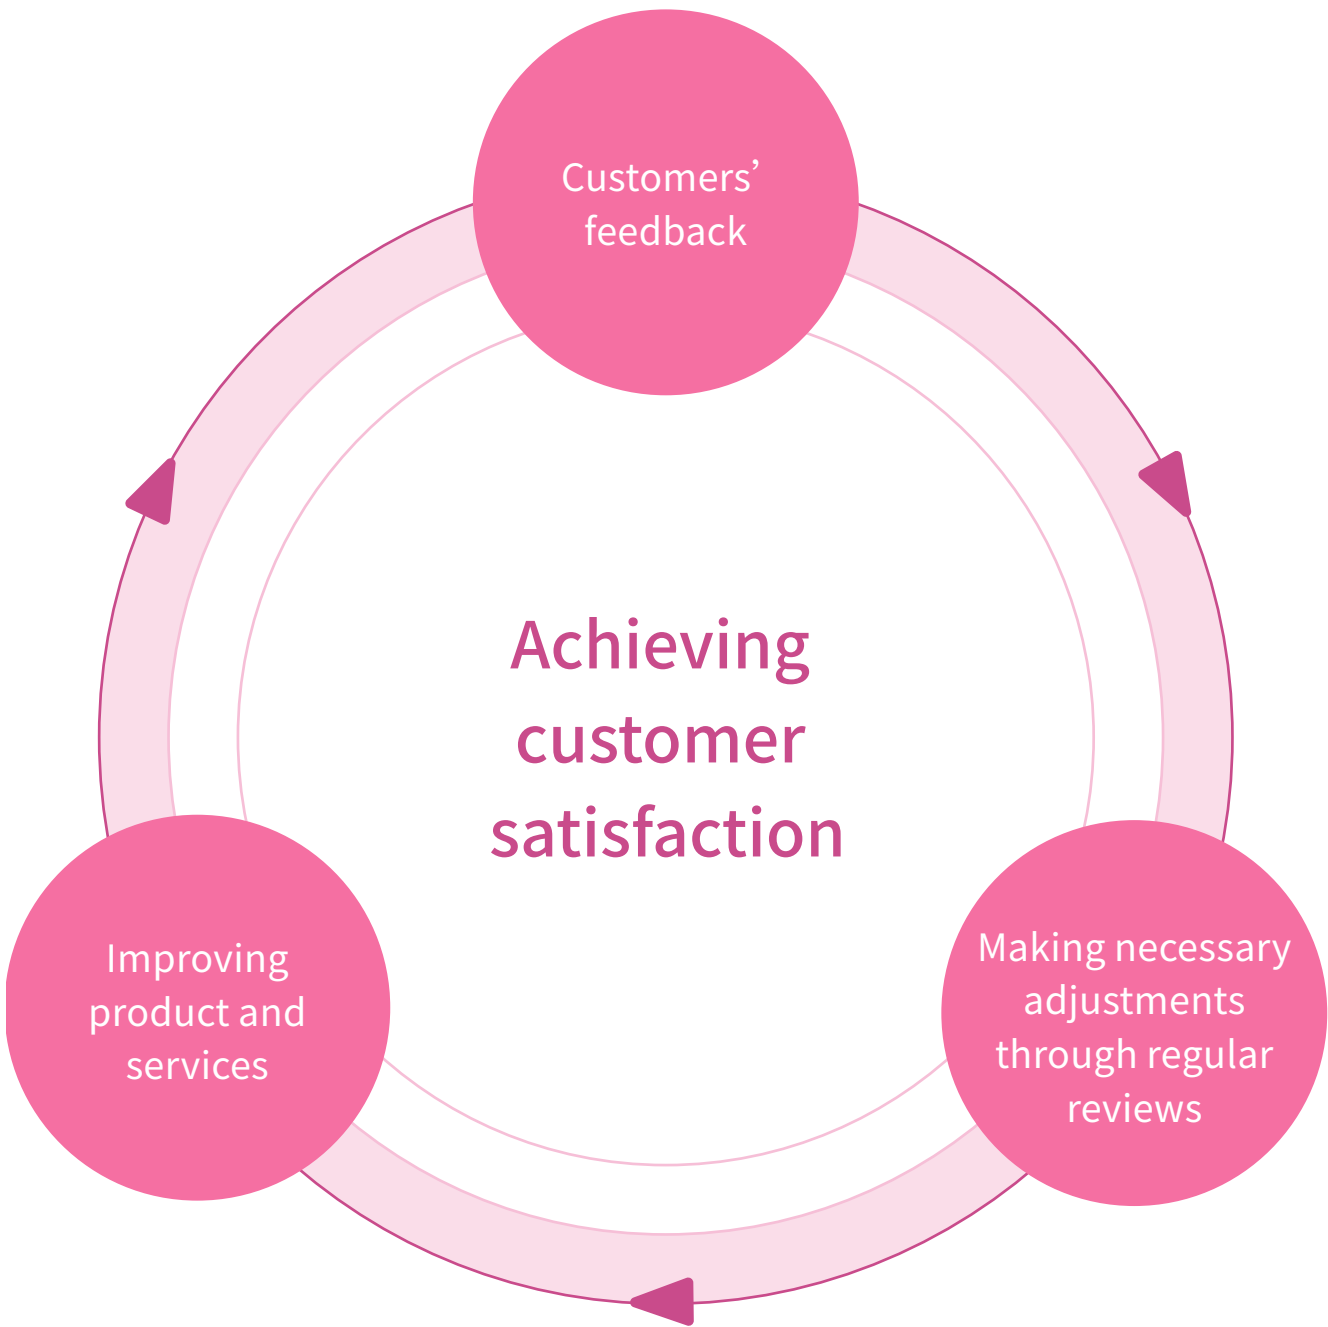 Customers’
feedback
Achieving
customer
satisfaction
Improving
product and
services
Making necessary
adjustments
through regular
reviews